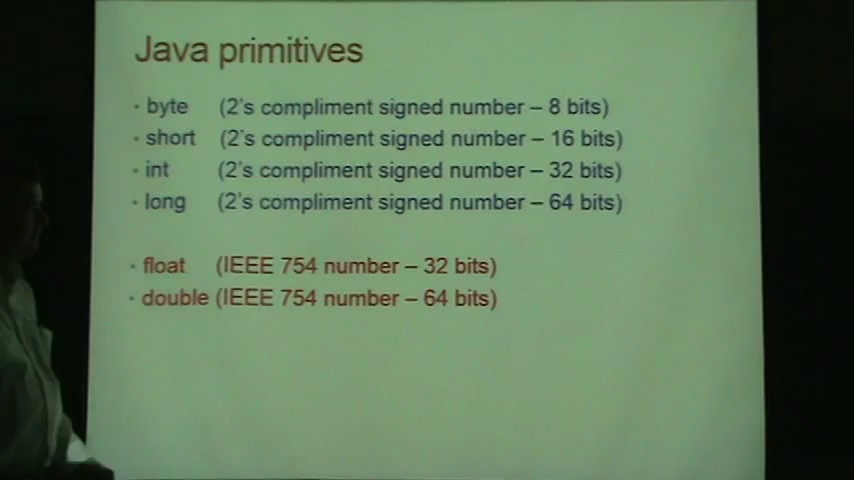 Java primitives
· byte (2's compliment signed number – 8 bits)
· short (2's compliment signed number – 16 bits)
· int (2's compliment signed number – 32 bits)
· long (2's compliment signed number – 64 bits)
· float (IEEE 754 number – 32 bits)
· double (IEEE 754 number – 64 bits)